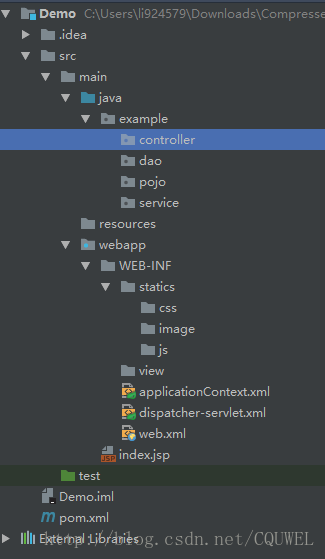 Demo C:\Users\li924579\Downloads\Compresse
.idea
src
main
java
example
controller
dao
pojo
service
resources
webapp
WEB-INF
statics
css
image
js
view
applicationContext.xml
dispatcher-servlet.xml
web.xml
JSP index.jsp
test
Demo.iml
m pom.xml
External Libraries
http://blog.csdn.net/CQUWEL